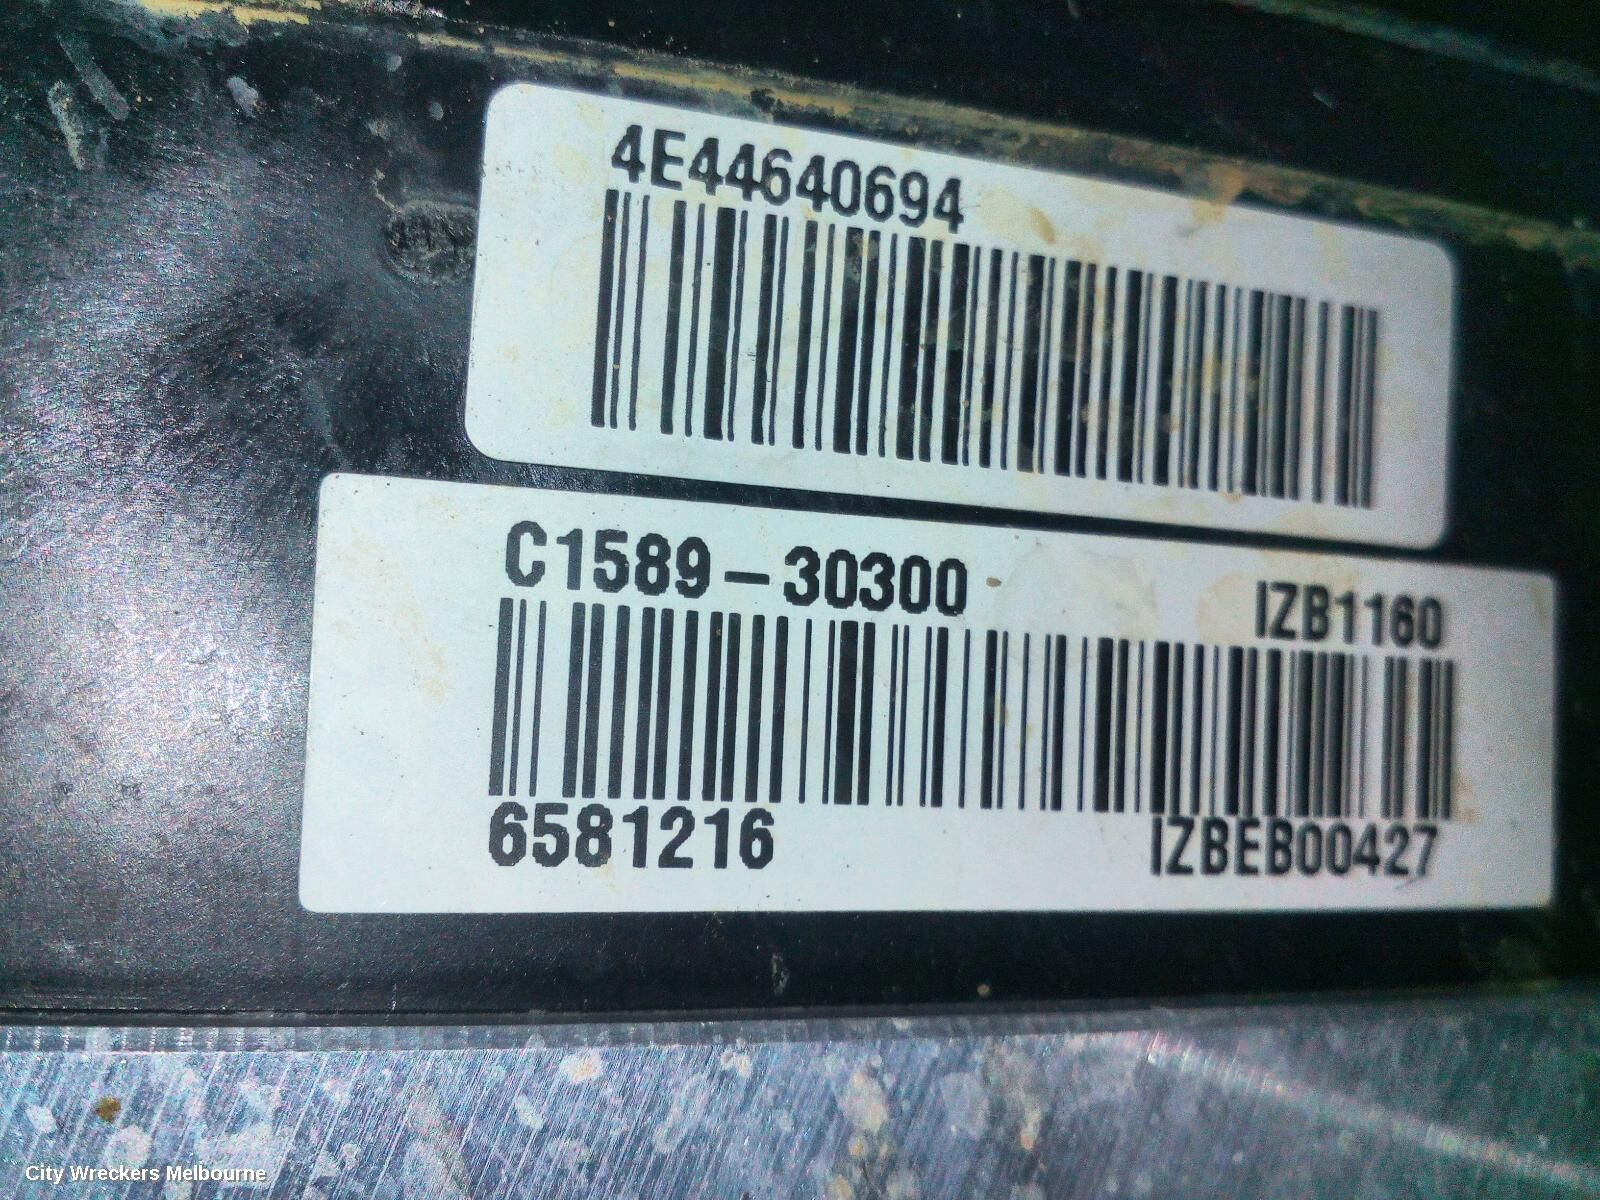 4E44640694
C1589-30300 IZB1160
6581216 IZBEB00427
City Wreckers Melbourne